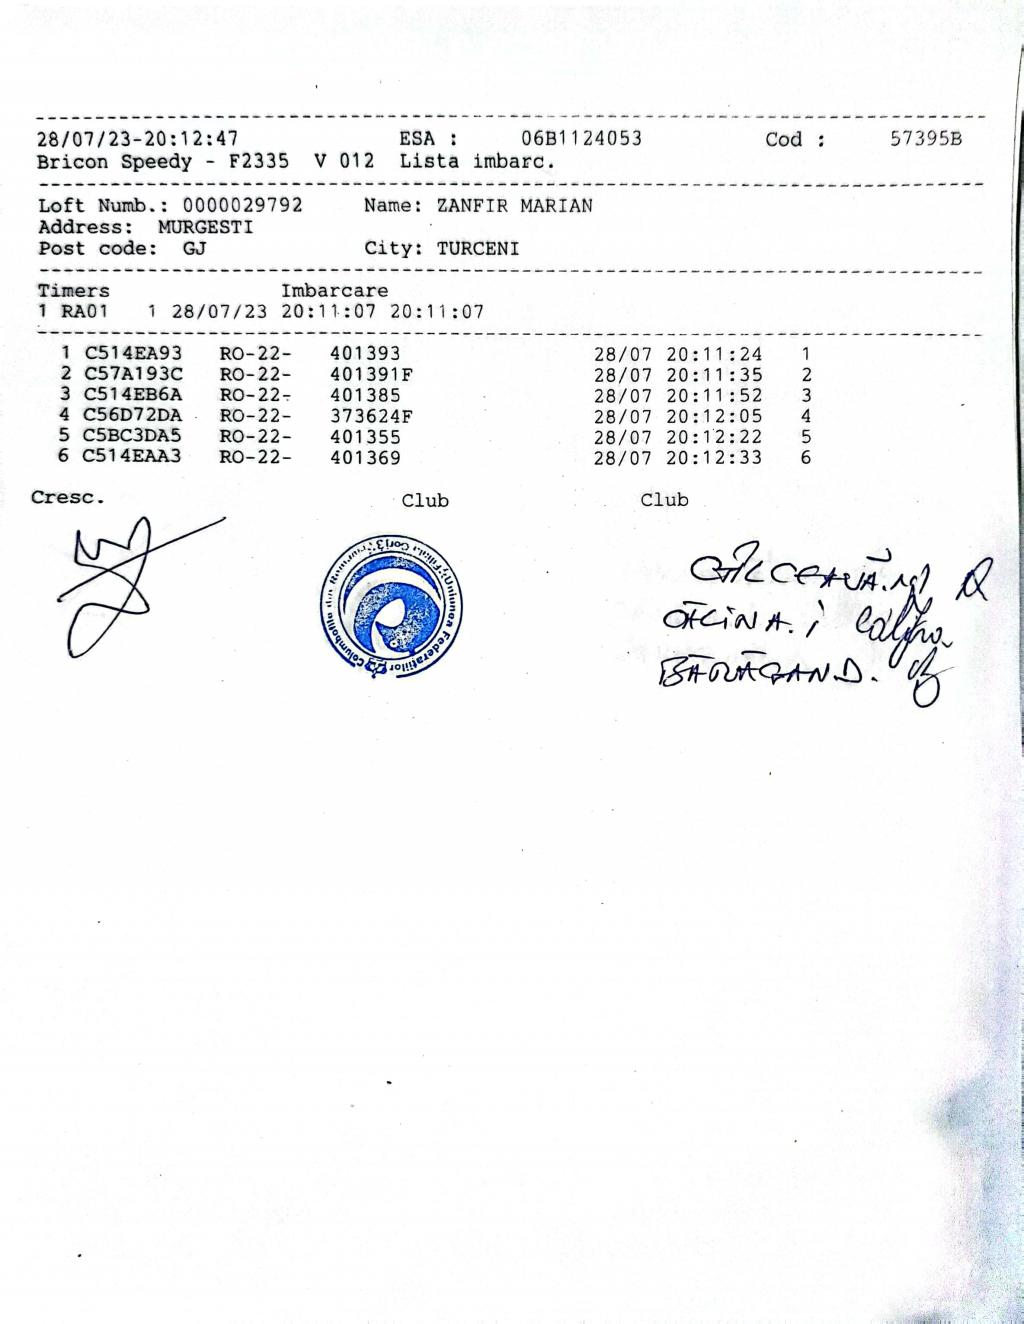 28/07/23-20:12:47 ESA : 06B1124053 Cod : 57395B
Bricon Speedy - F2335 V 012 Lista imbarc.
Loft Numb.: 0000029792 Name: ZANFIR MARIAN
Address: MURGESTI
Post code: GJ City: TURCENI
Timers Imbarcare
1 RA01 1 28/07/23 20:11:07 20:11:07
1 C514EA93 RO-22- 401393 28/07 20:11:24 1
2 C57A193C RO-22- 401391F 28/07 20:11:35 2
3 C514EB6A RO-22- 401385 28/07 20:11:52 3
4 C56D72DA RO-22- 373624F 28/07 20:12:05 4
5 C5BC3DA5 RO-22- 401355 28/07 20:12:22 5
6 C514EAA3 RO-22- 401369 28/07 20:12:33 6
Cresc. Club Club
Uniunea Federatiilor Columbofile din Romania
BĂRĂGAN D.